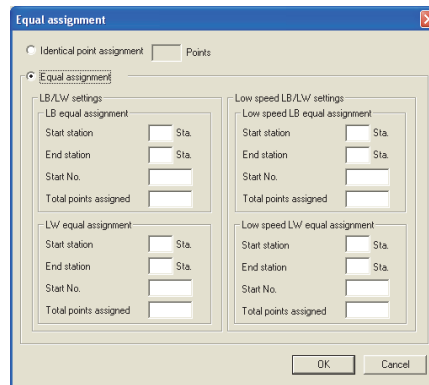 Equal assignment
Identical point assignment Points
Equal assignment
LB/LW settings
LB equal assignment
Start station Sta.
End station Sta.
Start No.
Total points assigned
LW equal assignment
Start station Sta.
End station Sta.
Start No.
Total points assigned
Low speed LB/LW settings
Low speed LB equal assignment
Start station Sta.
End station Sta.
Start No.
Total points assigned
Low speed LW equal assignment
Start station Sta.
End station Sta.
Start No.
Total points assigned
OK Cancel